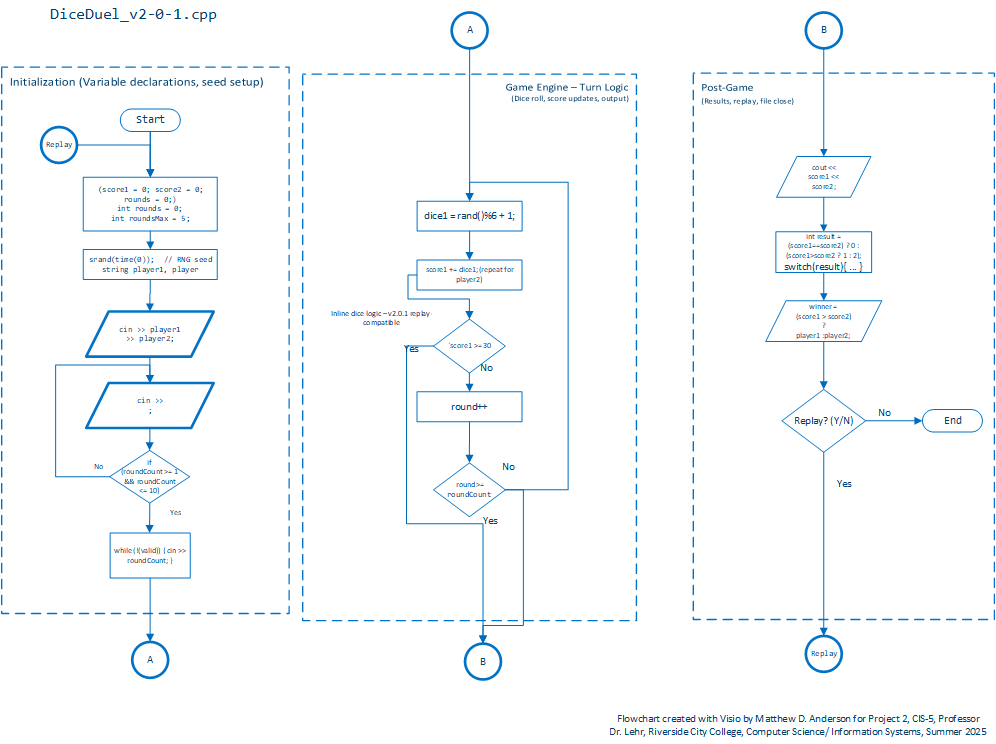 DiceDuel_v2-0-1.cpp
Initialization (Variable declarations, seed setup)
Start
Replay
(score1 = 0; score2 = 0;
rounds = 0;)
int rounds = 0;
int roundsMax = 5;
srand(time(0));  // RNG seed
string player1, player
cin >> player1
>> player2;
cin >>
;
if
(roundCount >= 1
&& roundCount
<= 10)
No
Yes
while (!(valid)) { cin >>
roundCount; }
A
A
Game Engine – Turn Logic
(Dice roll, score updates, output)
dice1 = rand()%6 + 1;
score1 += dice1; (repeat for
player2)
Inline dice logic – v2.0.1 replay
compatible
`score1 >= 30
Yes
No
round++
round >=
roundCount
No
Yes
B
B
Post-Game
(Results, replay, file close)
cout <<
score1 <<
score2;
int result =
(score1==score2) ? 0 :
(score1>score2 ? 1 : 2);
switch(result){ ... }
winner =
(score1 > score2)
?
player1 : player2;
Replay? (Y/N)
No
End
Yes
Replay
Flowchart created with Visio by Matthew D. Anderson for Project 2, CIS-5, Professor
Dr. Lehr, Riverside City College, Computer Science/ Information Systems, Summer 2025